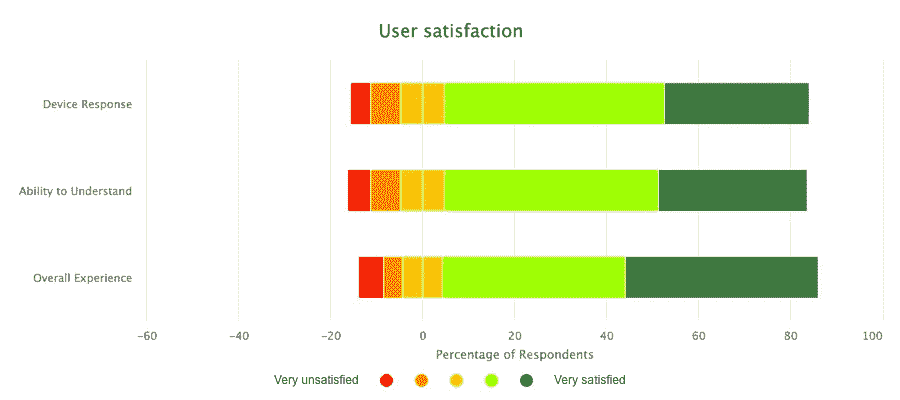 User satisfaction
Device Response
Ability to Understand
Overall Experience
-60 -40 -20 0 20 40 60 80 100
Percentage of Respondents
Very unsatisfied Very satisfied